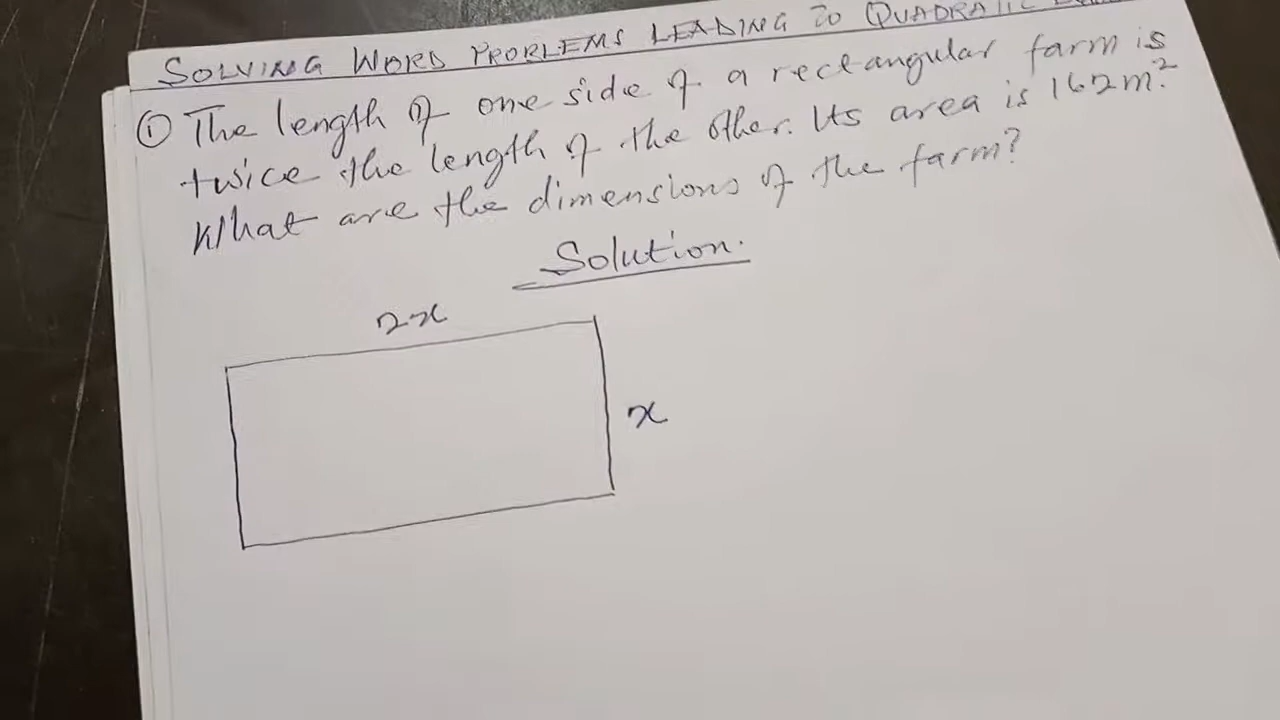 SOLVING WORD PROBLEMS LEADING TO QUADRATIC
① The length of one side of a rectangular farm is
twice the length of the other. Its area is 162m².
What are the dimensions of the farm?
Solution.
2x
x